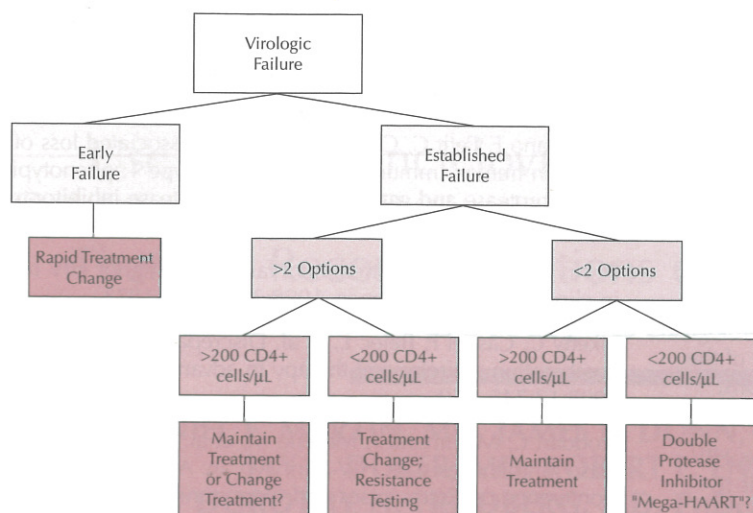 Virologic
Failure
Early
Failure
Established
Failure
Rapid Treatment
Change
>2 Options
<2 Options
>200 CD4+
cells/μL
<200 CD4+
cells/μL
>200 CD4+
cells/μL
<200 CD4+
cells/μL
Maintain
Treatment
or Change
Treatment?
Treatment
Change;
Resistance
Testing
Maintain
Treatment
Double
Protease
Inhibitor
"Mega-HAART"?